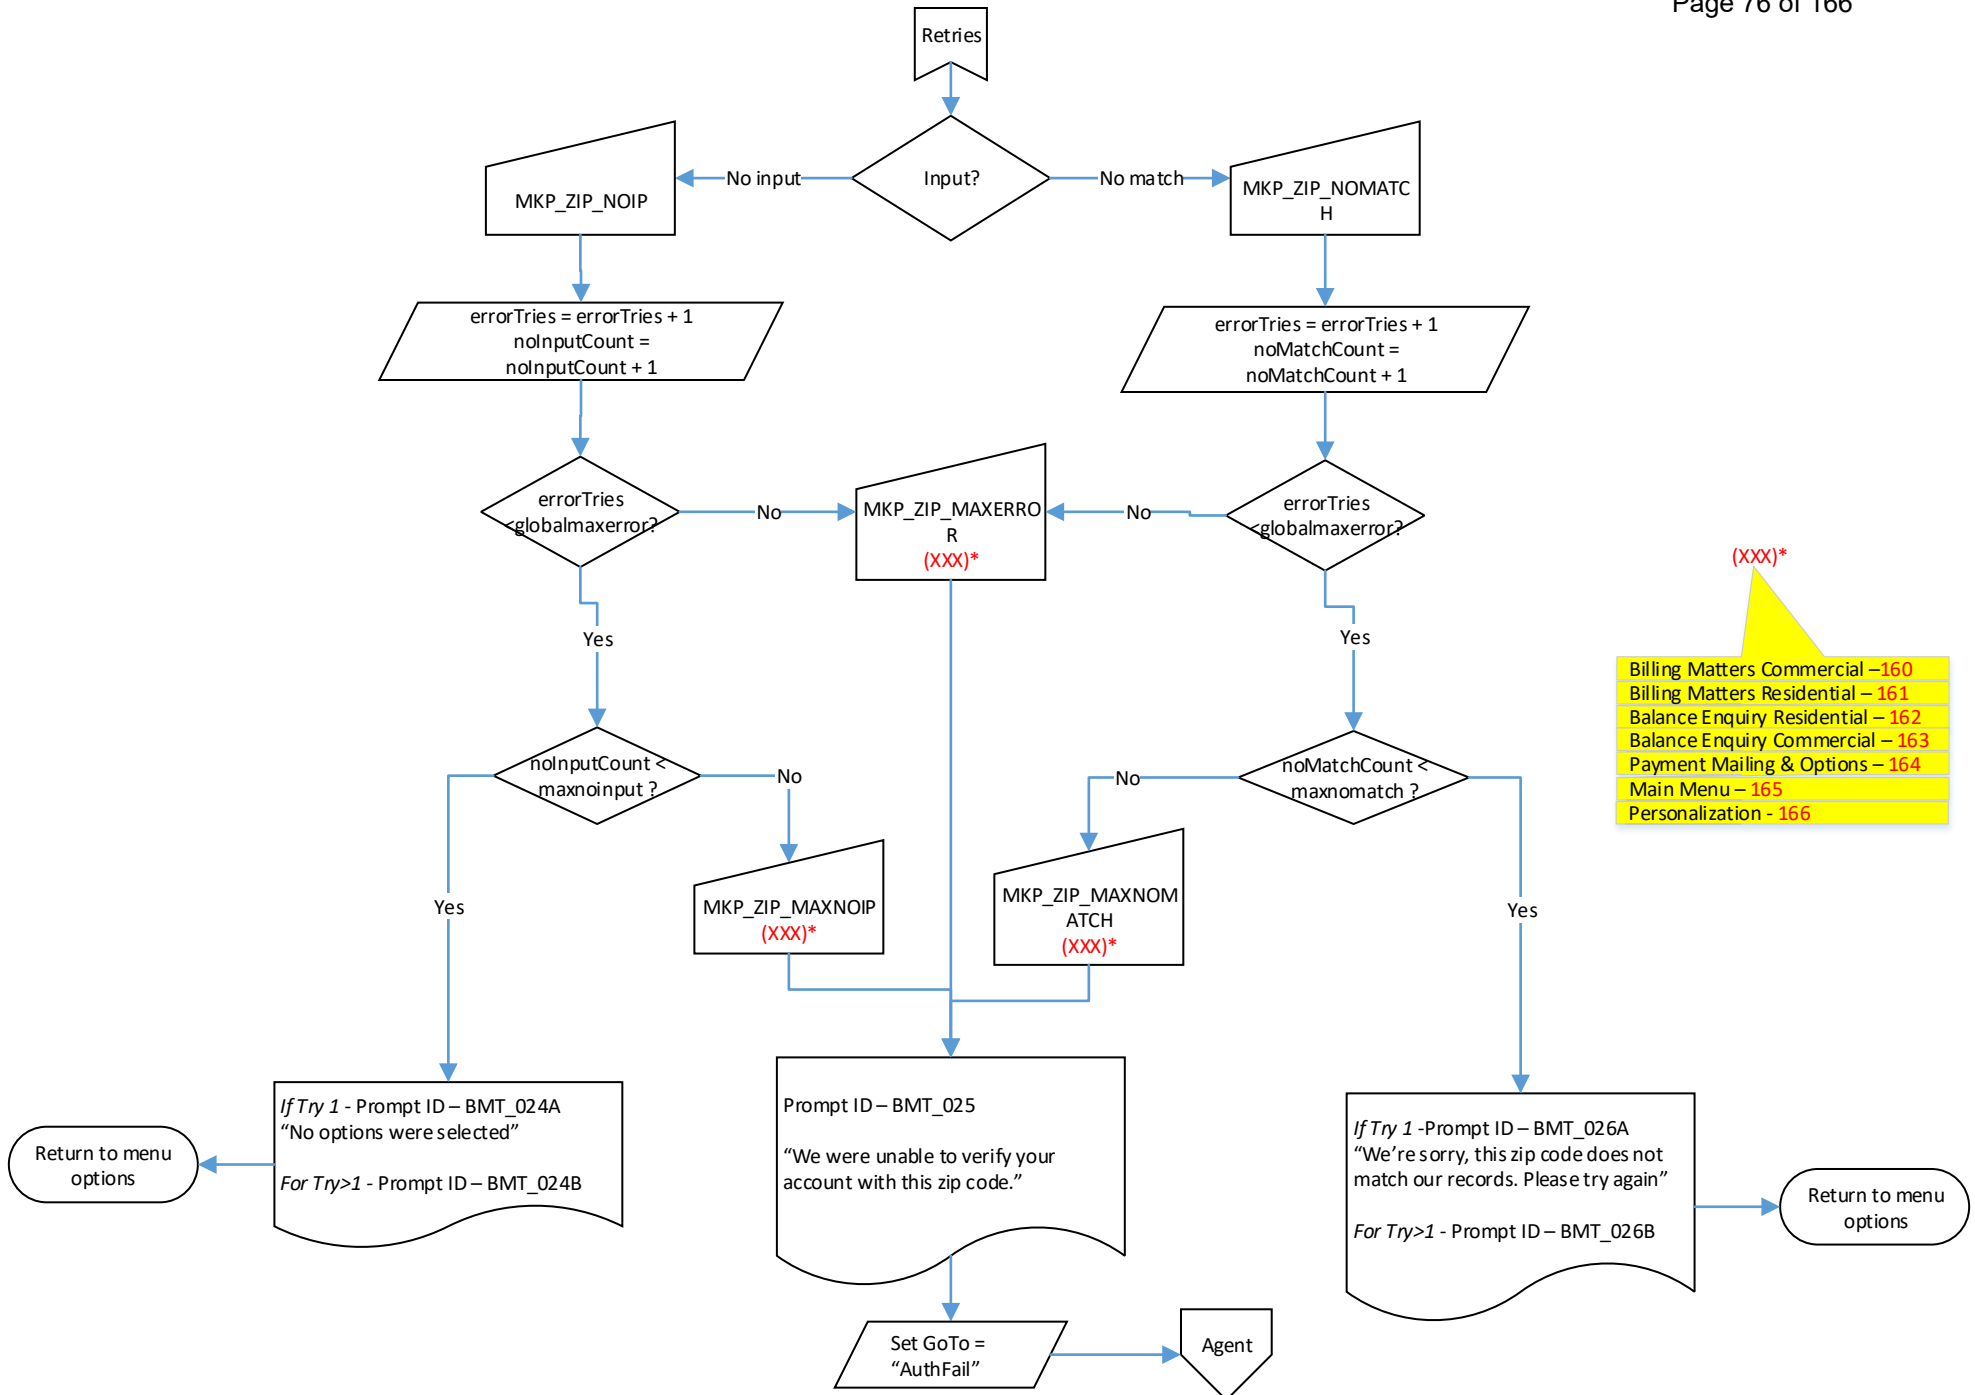 Page 76 of 166
Retries
Input?
No input
No match
MKP_ZIP_NOIP
MKP_ZIP_NOMATC
H
errorTries = errorTries + 1
noInputCount =
noInputCount + 1
errorTries = errorTries + 1
noMatchCount =
noMatchCount + 1
errorTries
<globalmaxerror?
No
MKP_ZIP_MAXERRO
R
(XXX)*
No
errorTries
<globalmaxerror?
(XXX)*
Billing Matters Commercial –160
Billing Matters Residential – 161
Balance Enquiry Residential – 162
Balance Enquiry Commercial – 163
Payment Mailing & Options – 164
Main Menu – 165
Personalization - 166
Yes
Yes
noInputCount <
maxnoinput ?
No
No
noMatchCount <
maxnomatch ?
Yes
MKP_ZIP_MAXNOIP
(XXX)*
MKP_ZIP_MAXNOM
ATCH
(XXX)*
Yes
Return to menu
options
If Try 1 - Prompt ID – BMT_024A
“No options were selected”
For Try>1 - Prompt ID – BMT_024B
Prompt ID – BMT_025
“We were unable to verify your
account with this zip code.”
If Try 1 -Prompt ID – BMT_026A
“We’re sorry, this zip code does not
match our records. Please try again”
For Try>1 - Prompt ID – BMT_026B
Return to menu
options
Set GoTo =
“AuthFail”
Agent